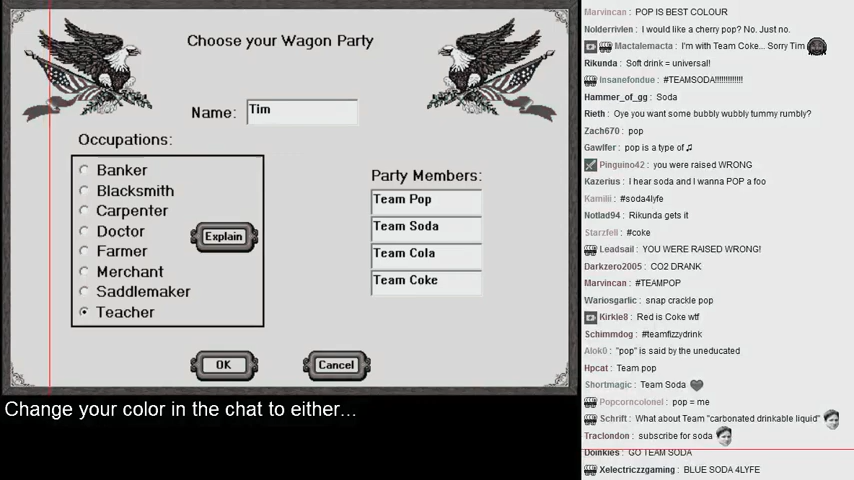 Choose your Wagon Party
Name:
Tim
Occupations:
Banker
Blacksmith
Carpenter
Doctor
Farmer
Merchant
Saddlemaker
Teacher
Explain
Party Members:
Team Pop
Team Soda
Team Cola
Team Coke
OK
Cancel
Change your color in the chat to either...
Marvincan : POP IS BEST COLOUR
Nolderrivien : I would like a cherry pop? No. Just no.
Mactalemacta : I'm with Team Coke... Sorry Tim
Rikunda : Soft drink = universal!
Insanefondue : #TEAMSODA!!!!!!!!!!!!!
Hammer_of_gg : Soda
Rieth : Oye you want some bubbly wubbly tummy rumbly?
Zach670 : pop
Gawlfer : pop is a type of ♫
Pinguino42 : you were raised WRONG
Kazerius : I hear soda and I wanna POP a foo
Kamilii : #soda4lyfe
Notlad94 : Rikunda gets it
Starzfell : #coke
Leadsail : YOU WERE RAISED WRONG!
Darkzero2005 : CO2 DRANK
Marvincan : #TEAMPOP
Wariosgarlic : snap crackle pop
Kirkle8 : Red is Coke wtf
Schimmdog : #teamfizzydrink
Alok0 : "pop" is said by the uneducated
Hpcat : Team pop
Shortmagic : Team Soda
Popcorncolonel : pop = me
Schrift : What about Team "carbonated drinkable liquid"
Traclondon : subscribe for soda
Doinkies : GO TEAM SODA
Xelectriczzgaming : BLUE SODA 4LYFE